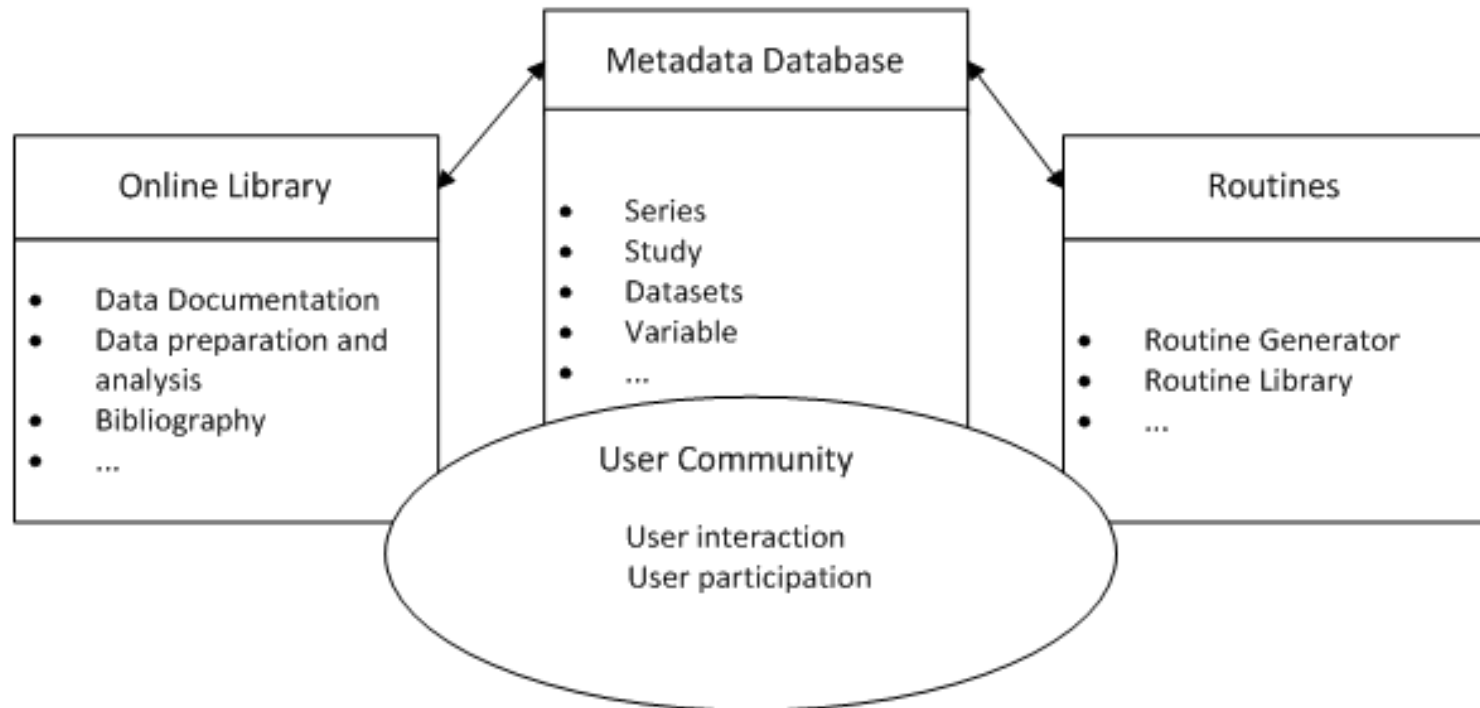 Metadata Database
Series
Study
Datasets
Variable
...
Online Library
Data Documentation
Data preparation and
analysis
Bibliography
...
Routines
Routine Generator
Routine Library
...
User Community
User interaction
User participation